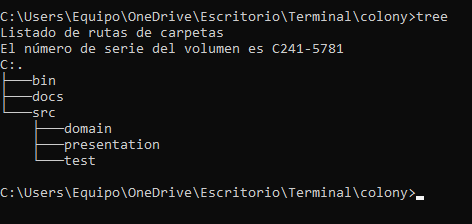 C:\Users\Equipo\OneDrive\Escritorio\Terminal\colony>tree
Listado de rutas de carpetas
El número de serie del volumen es C241-5781
C:.
├───bin
├───docs
└───src
    ├───domain
    ├───presentation
    └───test
C:\Users\Equipo\OneDrive\Escritorio\Terminal\colony>